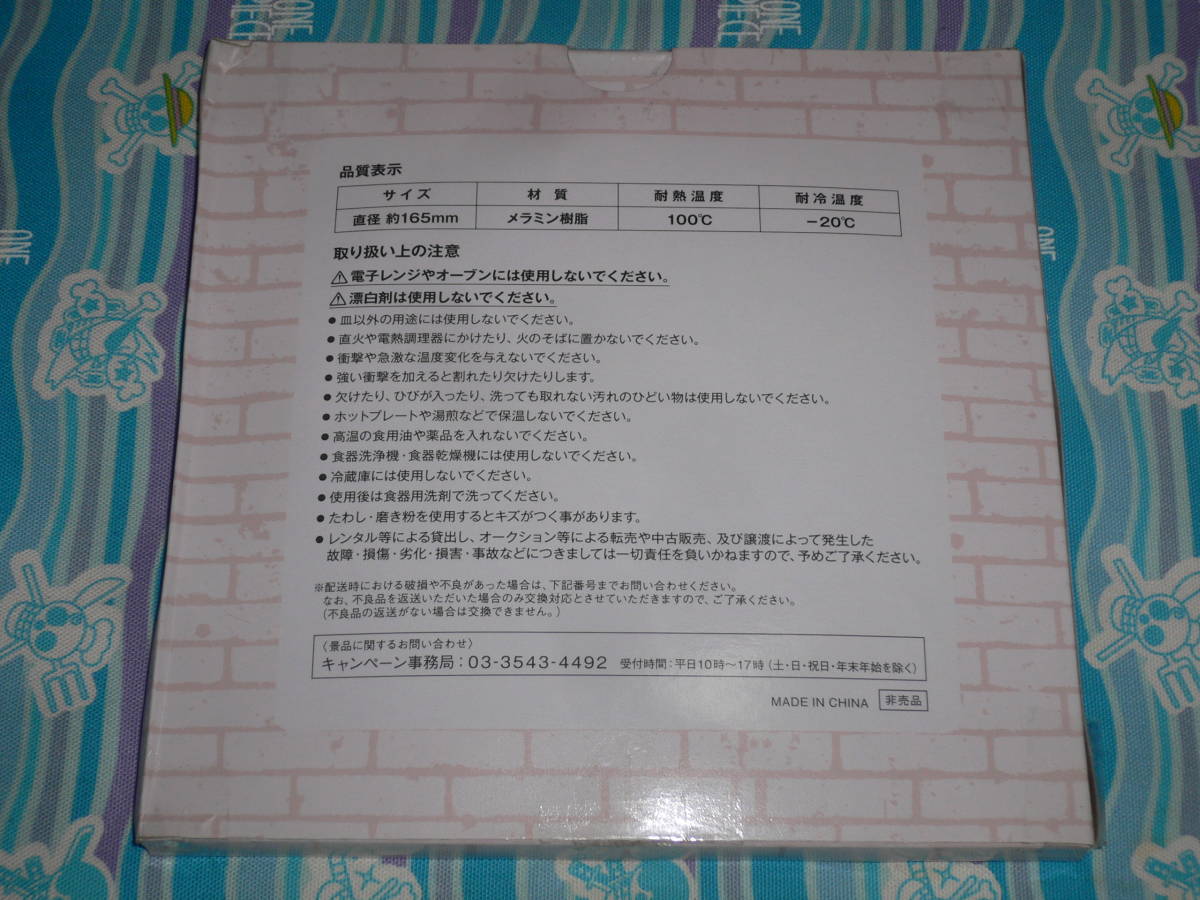 ONE
PIECE
ONE
PIECE
ONE
ONE
品質表示
サイズ 材質 耐熱温度 耐冷温度
直径 約165mm メラミン樹脂 100℃ −20℃
取り扱い上の注意
⚠電子レンジやオーブンには使用しないでください。
⚠漂白剤は使用しないでください。
●皿以外の用途には使用しないでください。
●直火や電熱調理器にかけたり、火のそばに置かないでください。
●衝撃や急激な温度変化を与えないでください。
●強い衝撃を加えると割れたり欠けたりします。
●欠けたり、ひびが入ったり、洗っても取れない汚れのひどい物は使用しないでください。
●ホットプレートや湯煎などで保温しないでください。
●高温の食用油や薬品を入れないでください。
●食器洗浄機・食器乾燥機には使用しないでください。
●冷蔵庫には使用しないでください。
●使用後は食器用洗剤で洗ってください。
●たわし・磨き粉を使用するとキズがつく事があります。
●レンタル等による貸出し、オークション等による転売や中古販売、及び譲渡によって発生した
故障・損傷・劣化・損害・事故などにつきましては一切責任を負いかねますので、予めご了承ください。
※配送時における破損や不良があった場合は、下記番号までお問い合わせください。
なお、不良品を返送いただいた場合のみ交換対応とさせていただきますので、ご了承ください。
(不良品の返送がない場合は交換できません。)
〈景品に関するお問い合わせ〉
キャンペーン事務局:03-3543-4492 受付時間:平日10時〜17時(土・日・祝日・年末年始を除く)
MADE IN CHINA 非売品